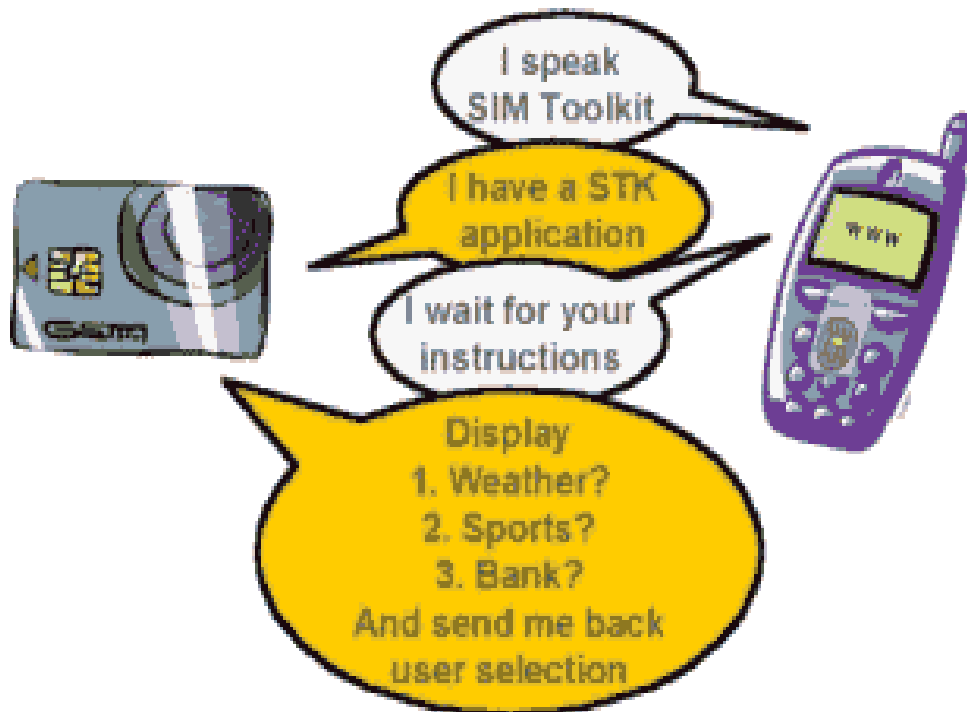 I speak
SIM Toolkit
I have a STK
application
www
I wait for your
instructions
Display
1. Weather?
2. Sports?
3. Bank?
And send me back
user selection